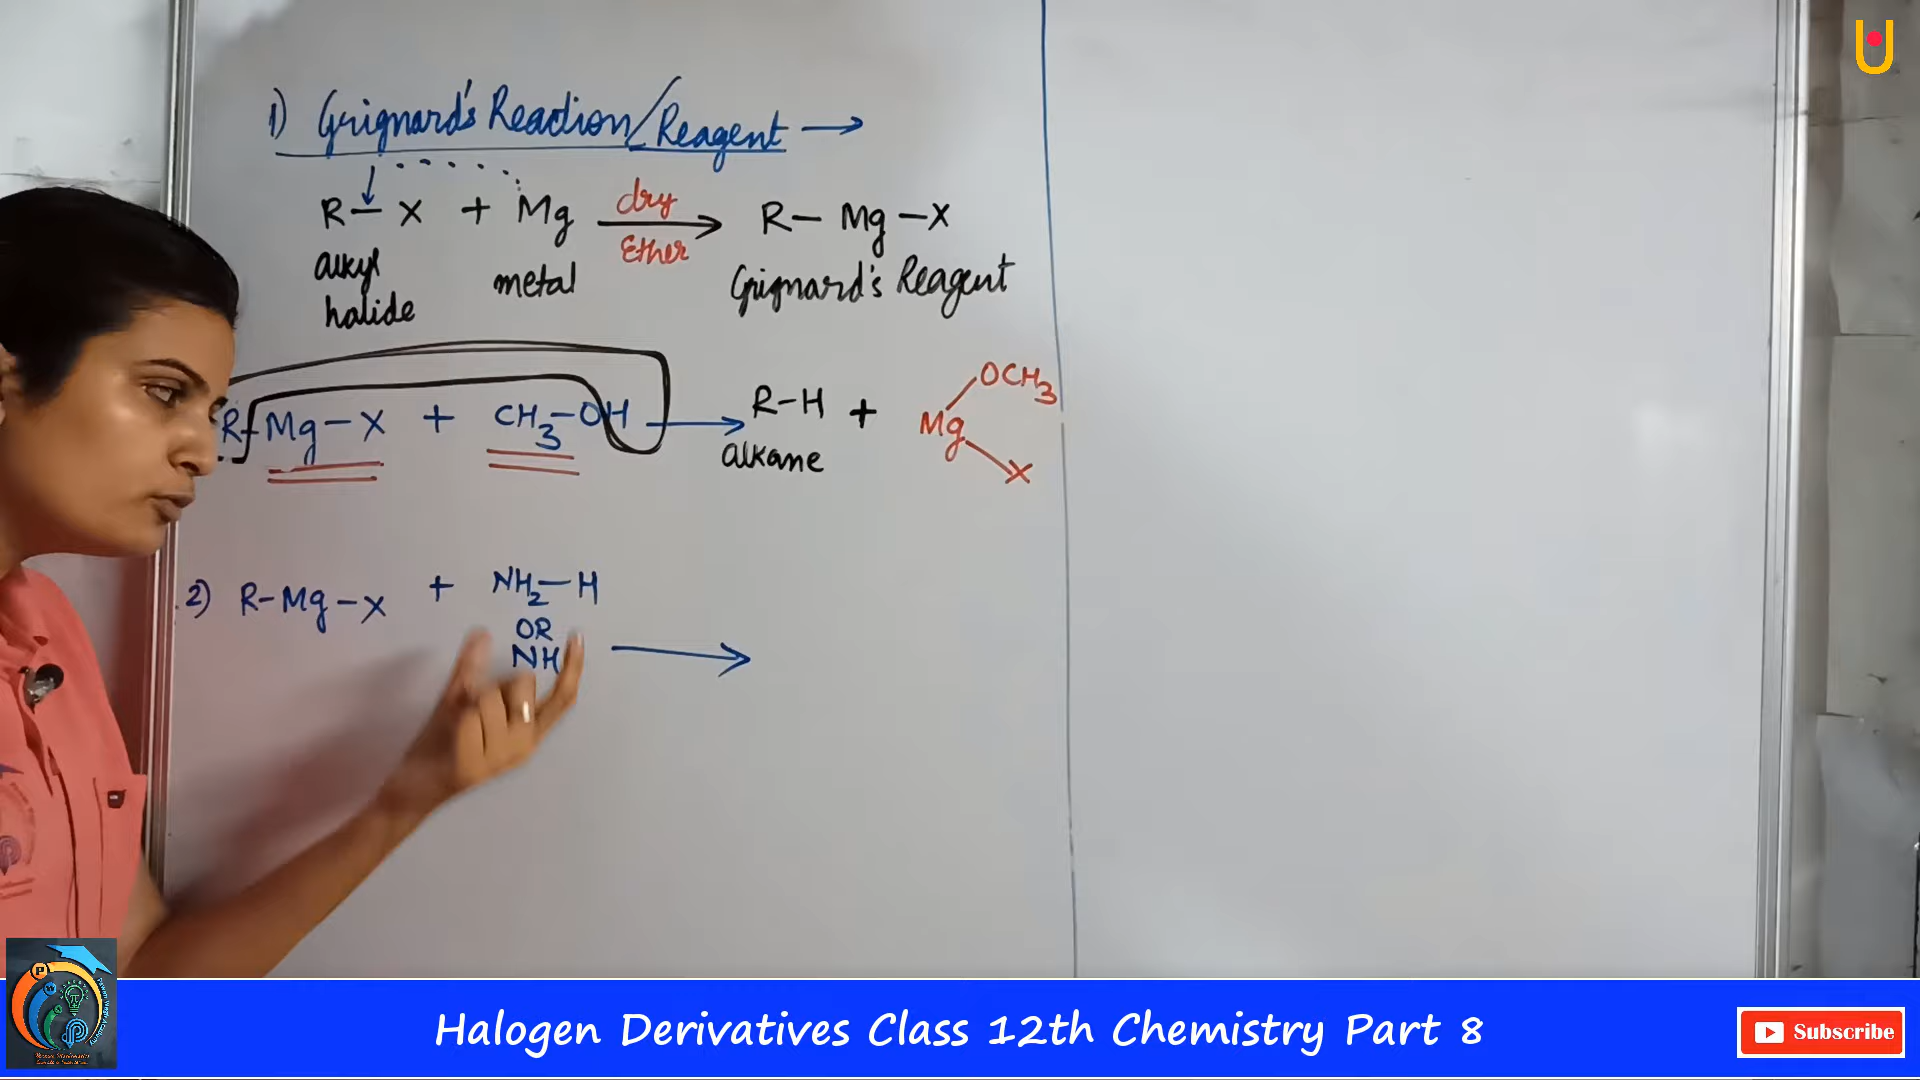 1) Grignard's Reaction/Reagent →
R – X + Mg dry Ether → R – Mg – X
alkyl halide metal Grignard's Reagent
R – Mg – X + CH3 – OH → R – H + Mg OCH3 X
alkane
2) R – Mg – X + NH2 – H
OR
NH →
P
Halogen Derivatives Class 12th Chemistry Part 8
Subscribe